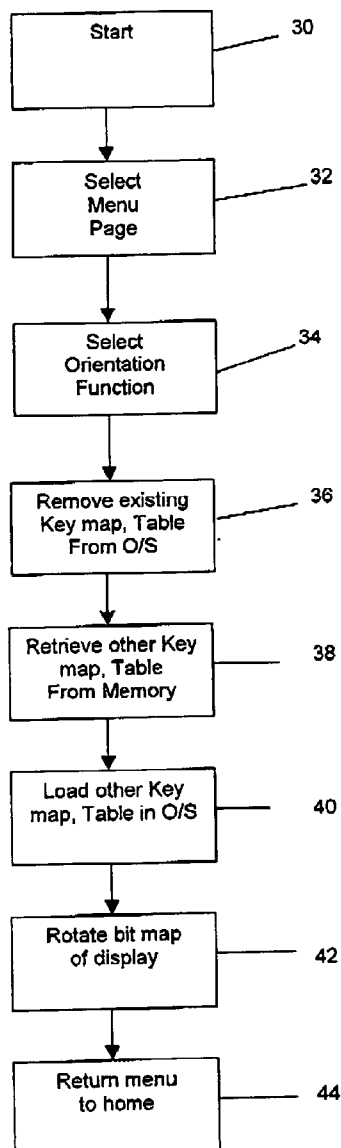 Start
30
Select
Menu
Page
32
Select
Orientation
Function
34
Remove existing
Key map, Table
From O/S
36
Retrieve other Key
map, Table
From Memory
38
Load other Key
map, Table in O/S
40
Rotate bit map
of display
42
Return menu
to home
44